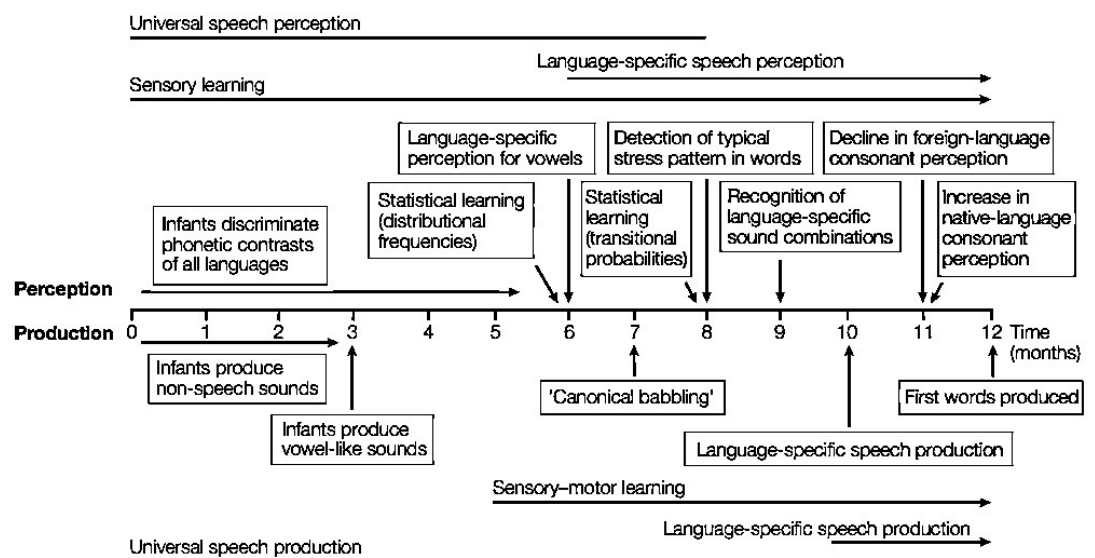 Universal speech perception
Language-specific speech perception
Sensory learning
Language-specific
perception for vowels
Detection of typical
stress pattern in words
Decline in foreign-language
consonant perception
Statistical learning
(distributional
frequencies)
Statistical
learning
(transitional
probabilities)
Recognition of
language-specific
sound combinations
Increase in
native-language
consonant
perception
Infants discriminate
phonetic contrasts
of all languages
Perception
Production
0 1 2 3 4 5 6 7 8 9 10 11 12 Time
(months)
Infants produce
non-speech sounds
Infants produce
vowel-like sounds
'Canonical babbling'
First words produced
Language-specific speech production
Sensory–motor learning
Language-specific speech production
Universal speech production